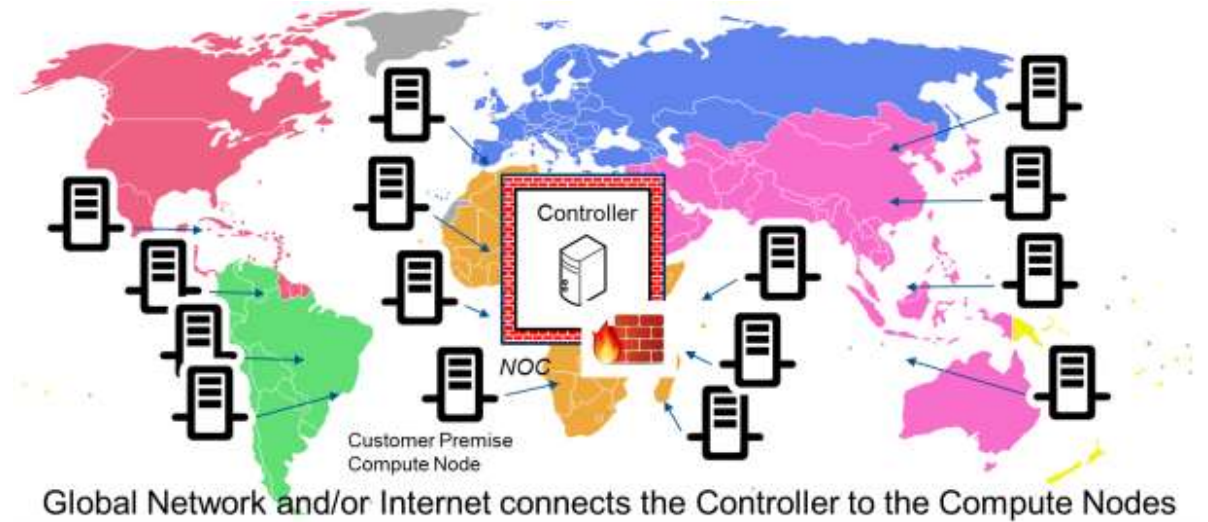 Controller
NOC
Customer Premise
Compute Node
Global Network and/or Internet connects the Controller to the Compute Nodes